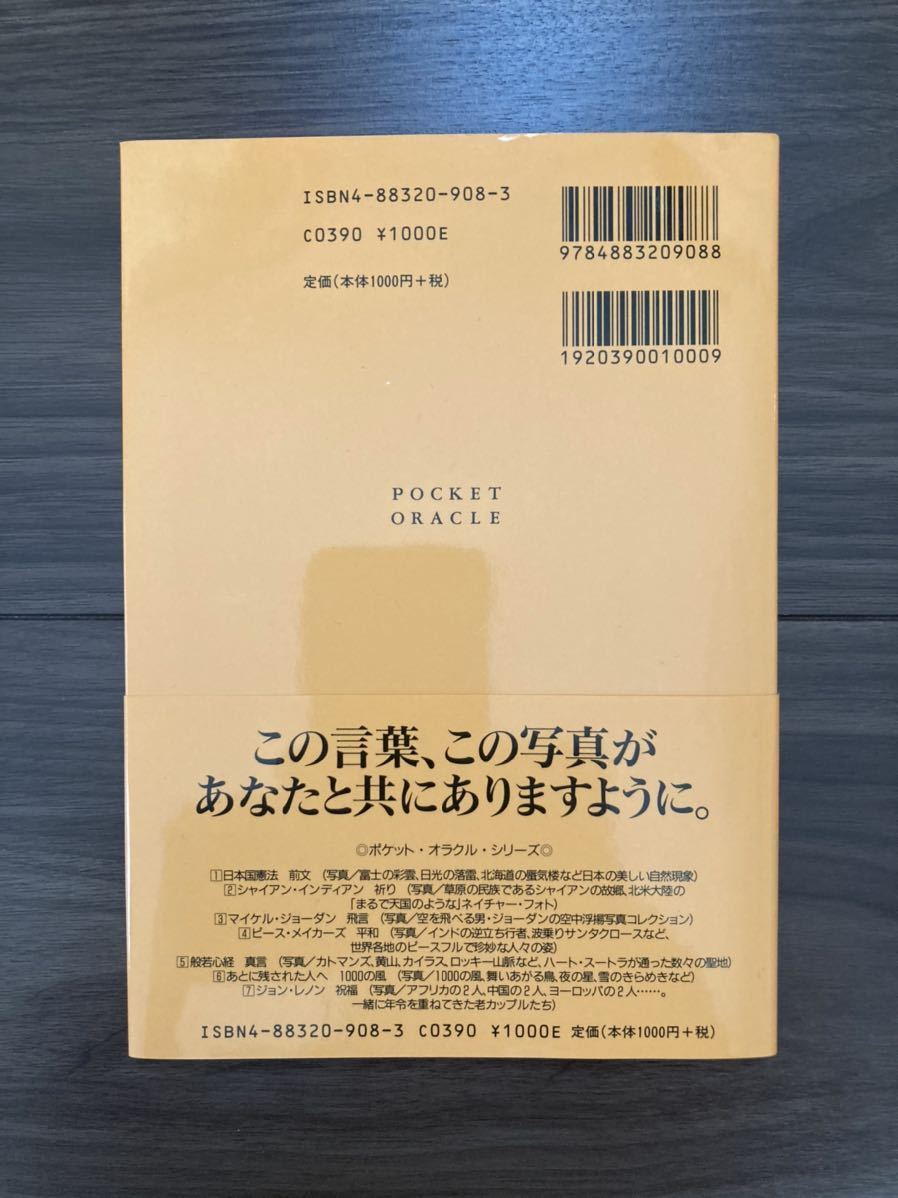 ISBN4-88320-908-3
C0390 ¥1000E
定価(本体1000円+税)
9784883209088
1920390010009
POCKET
ORACLE
この言葉、この写真が
あなたと共にありますように。
◎ポケット・オラクル・シリーズ◎
1日本国憲法 前文 (写真/富士の彩雲、日光の落雷、北海道の蜃気楼など日本の美しい自然現象)
2シャイアン・インディアン 祈り (写真/草原の民族であるシャイアンの故郷、北米大陸の
「まるで天国のような」ネイチャー・フォト)
3マイケル・ジョーダン 飛言 (写真/空を飛べる男・ジョーダンの空中浮揚写真コレクション)
4ピース・メイカーズ 平和 (写真/インドの逆立ち行者、波乗りサンタクロースなど、
世界各地のピースフルで珍妙な人々の姿)
5般若心経 真言 (写真/カトマンズ、黄山、カイラス、ロッキー山脈など、ハート・スートラが通った数々の聖地)
6あとに残された人へ 1000の風 (写真/1000の風、舞いあがる鳥、夜の星、雪のきらめきなど)
7ジョン・レノン 祝福 (写真/アフリカの2人、中国の2人、ヨーロッパの2人……。
一緒に年令を重ねてきた老カップルたち)
ISBN4-88320-908-3 C0390 ¥1000E 定価(本体1000円+税)